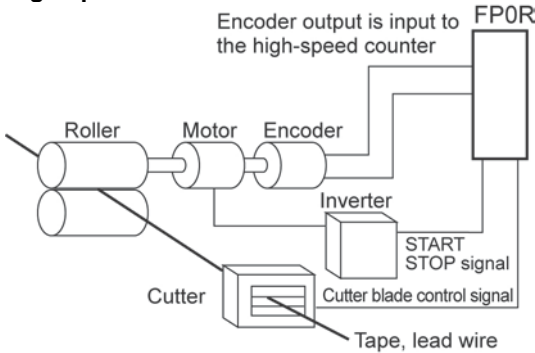 Encoder output is input to
the high-speed counter
FP0R
Roller
Motor
Encoder
Inverter
START
STOP signal
Cutter
Cutter blade control signal
Tape, lead wire